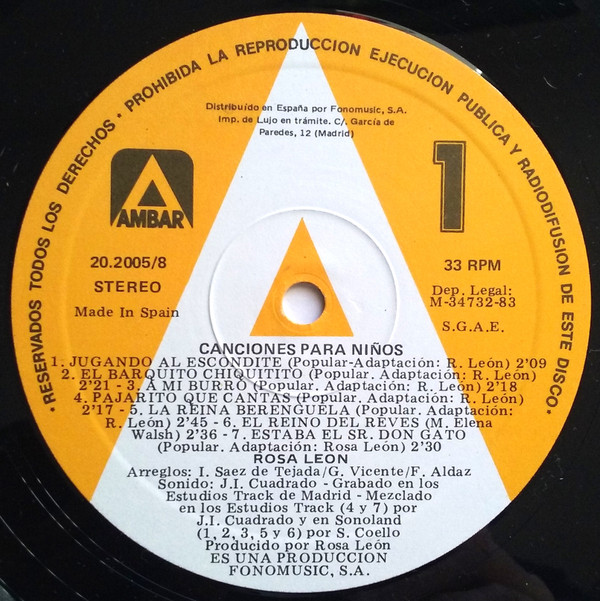 · RESERVADOS TODOS LOS DERECHOS · PROHIBIDA LA REPRODUCCION EJECUCION PUBLICA Y RADIODIFUSION DE ESTE DISCO ·
Distribuído en España por Fonomusic, S.A.
Imp. de Lujo en trámite. C/. García de
Paredes, 12 (Madrid)
AMBAR
1
20.2005/8
STEREO
Made In Spain
33 RPM
Dep. Legal:
M-34732-83
S.G.A.E.
CANCIONES PARA NIÑOS
1. JUGANDO AL ESCONDITE (Popular-Adaptación: R. León) 2'09
2. EL BARQUITO CHIQUITITO (Popular. Adaptación: R. León)
2'21 - 3. A MI BURRO (Popular. Adaptación: R. León) 2'18
4. PAJARITO QUE CANTAS (Popular. Adaptación: R. León)
2'17 - 5. LA REINA BERENGUELA (Popular. Adaptación:
R. León) 2'45 - 6. EL REINO DEL REVES (M. Elena
Walsh) 2'36 - 7. ESTABA EL SR. DON GATO
(Popular. Adaptación: Rosa León) 2'30
ROSA LEON
Arreglos: I. Saez de Tejada/G. Vicente/F. Aldaz
Sonido: J.I. Cuadrado - Grabado en los
Estudios Track de Madrid - Mezclado
en los Estudios Track (4 y 7) por
J.I. Cuadrado y en Sonoland
(1, 2, 3, 5 y 6) por S. Coello
Producido por Rosa León
ES UNA PRODUCCION
FONOMUSIC, S.A.